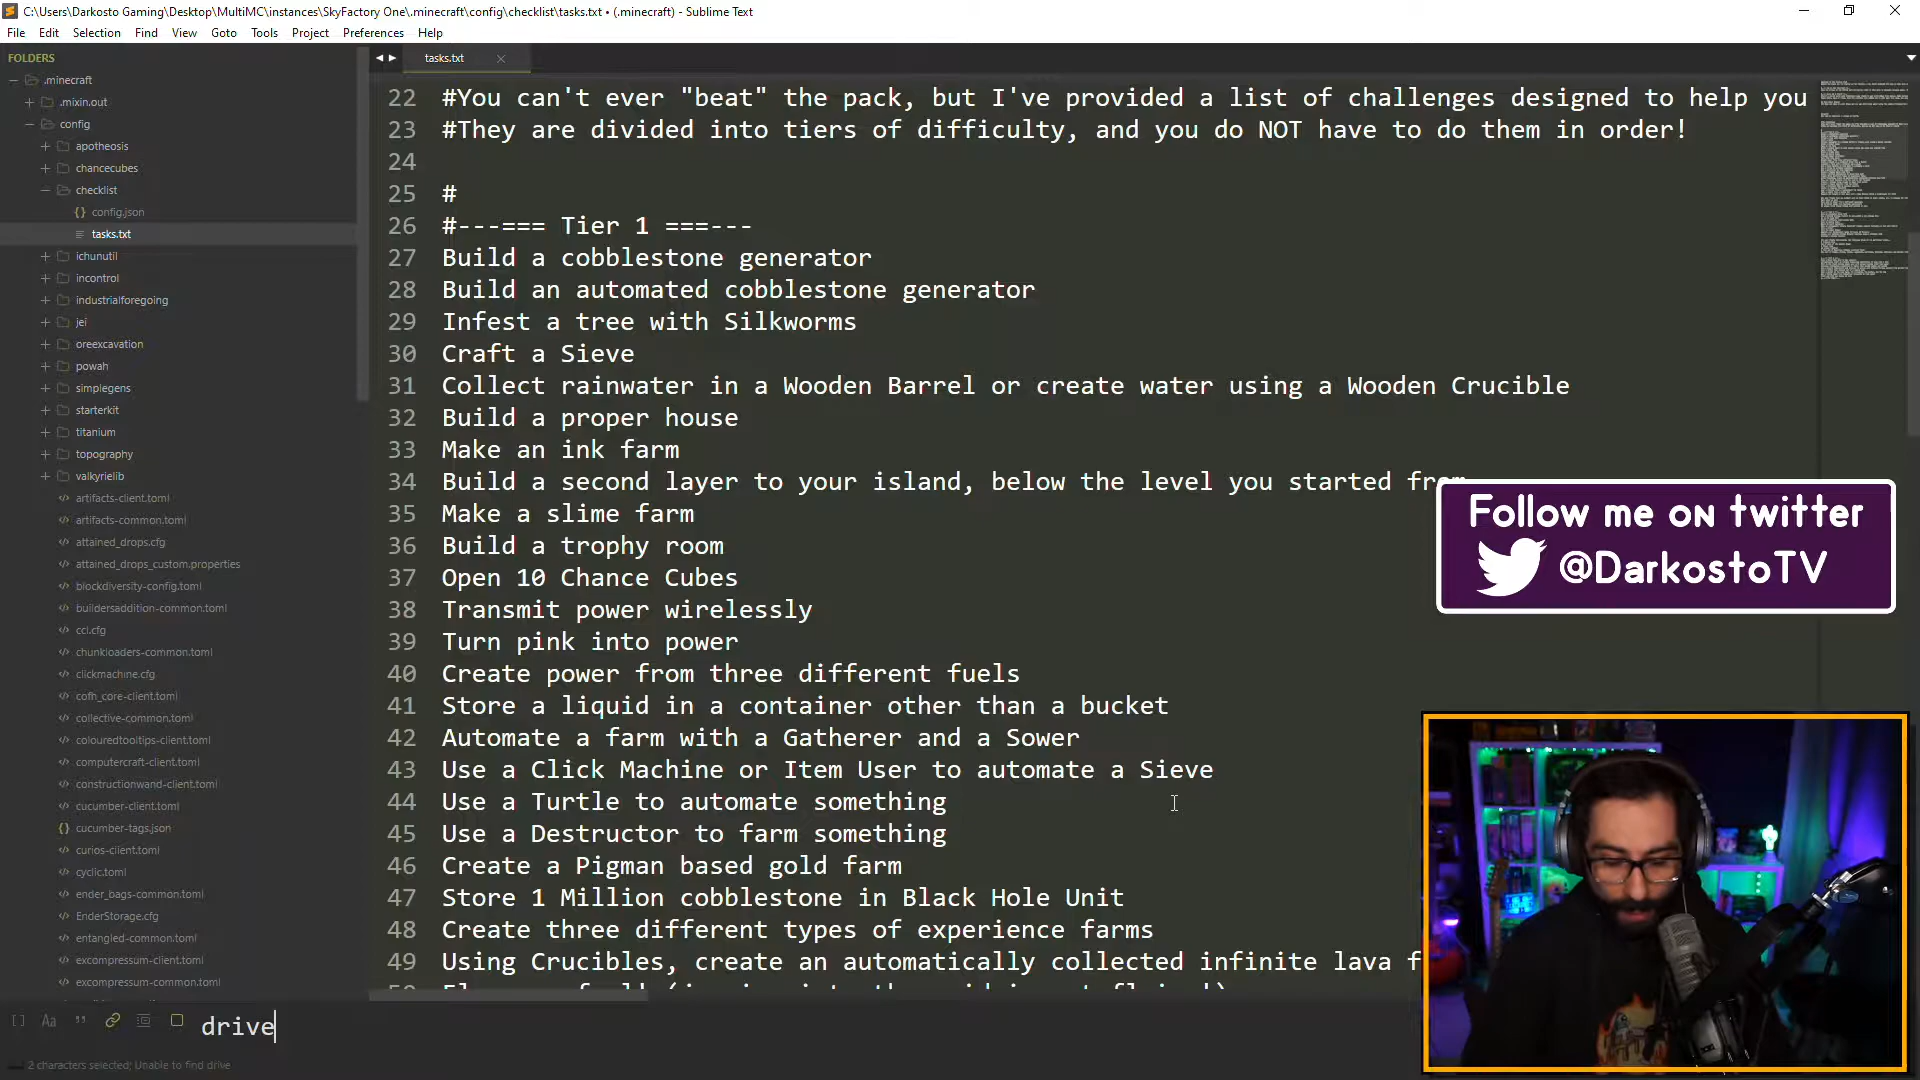 C:\Users\Darkosto Gaming\Desktop\MultiMC\instances\SkyFactory One\.minecraft\config\checklist\tasks.txt • (.minecraft) - Sublime Text
File Edit Selection Find View Goto Tools Project Preferences Help
FOLDERS
.minecraft
.mixin.out
config
apotheosis
chancecubes
checklist
config.json
tasks.txt
ichunutil
incontrol
industrialforegoing
jei
oreexcavation
powah
simplegens
starterkit
titanium
topography
valkyrielib
artifacts-client.toml
artifacts-common.toml
attained_drops.cfg
attained_drops_custom.properties
blockdiversity-config.toml
buildersaddition-common.toml
cci.cfg
chunkloaders-common.toml
clickmachine.cfg
cofh_core-client.toml
collective-common.toml
colouredtooltips-client.toml
computercraft-client.toml
constructionwand-client.toml
cucumber-client.toml
cucumber-tags.json
curios-client.toml
cyclic.toml
ender_bags-common.toml
EnderStorage.cfg
entangled-common.toml
excompressum-client.toml
excompressum-common.toml
tasks.txt
22 #You can't ever "beat" the pack, but I've provided a list of challenges designed to help you
23 #They are divided into tiers of difficulty, and you do NOT have to do them in order!
24
25 #
26 #---=== Tier 1 ===---
27 Build a cobblestone generator
28 Build an automated cobblestone generator
29 Infest a tree with Silkworms
30 Craft a Sieve
31 Collect rainwater in a Wooden Barrel or create water using a Wooden Crucible
32 Build a proper house
33 Make an ink farm
34 Build a second layer to your island, below the level you started from
35 Make a slime farm
36 Build a trophy room
37 Open 10 Chance Cubes
38 Transmit power wirelessly
39 Turn pink into power
40 Create power from three different fuels
41 Store a liquid in a container other than a bucket
42 Automate a farm with a Gatherer and a Sower
43 Use a Click Machine or Item User to automate a Sieve
44 Use a Turtle to automate something
45 Use a Destructor to farm something
46 Create a Pigman based gold farm
47 Store 1 Million cobblestone in Black Hole Unit
48 Create three different types of experience farms
49 Using Crucibles, create an automatically collected infinite lava f
Follow me on twitter
@DarkostoTV
drive
2 characters selected; Unable to find drive